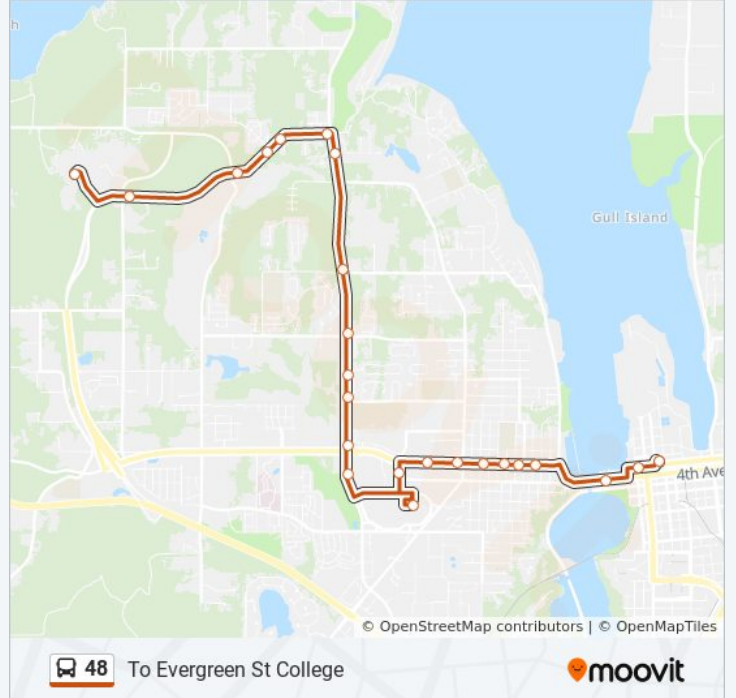 h
Gull Island
4th Ave
© OpenStreetMap contributors | © OpenMapTiles
48 To Evergreen St College
moovit